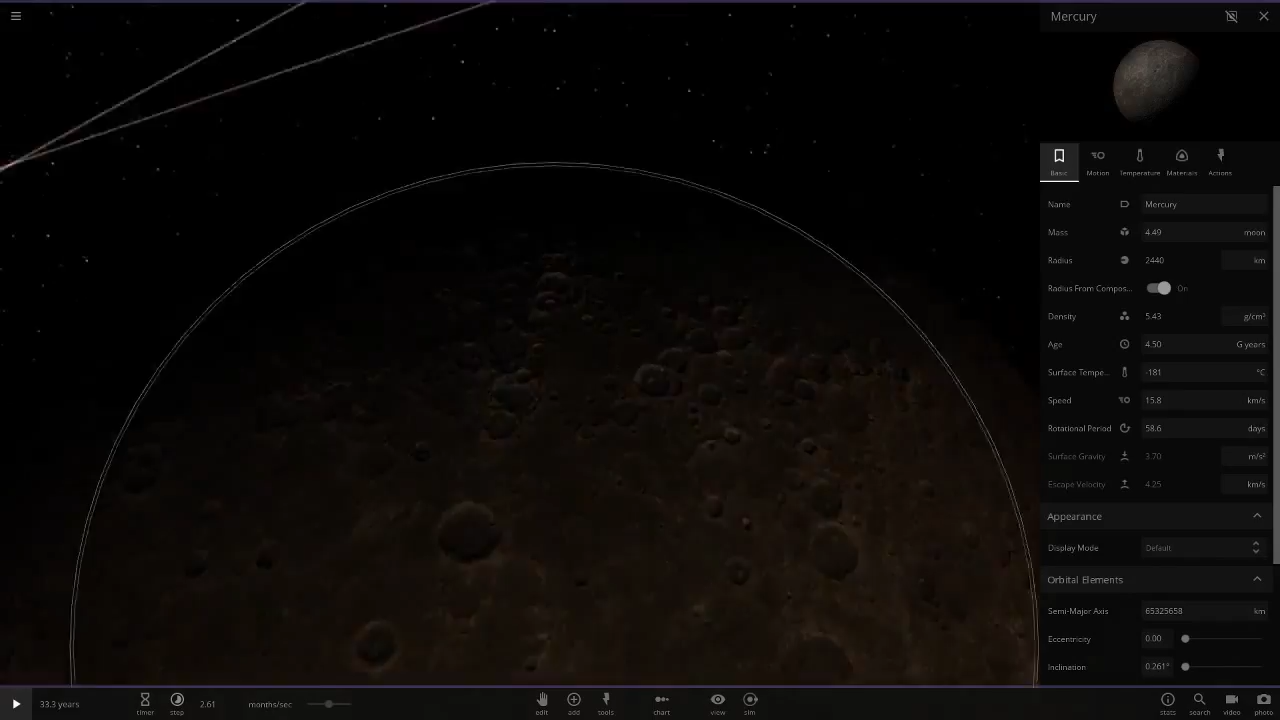 Mercury
Basic Motion Temperature Materials Actions
Name Mercury
Mass 4.49 moon
Radius 2440 km
Radius From Compos... On
Density 5.43 g/cm³
Age 4.50 G years
Surface Tempe... -181 °C
Speed 15.8 km/s
Rotational Period 58.6 days
Surface Gravity 3.70 m/s²
Escape Velocity 4.25 km/s
Appearance
Display Mode Default
Orbital Elements
Semi-Major Axis 65325658 km
Eccentricity 0.00
Inclination 0.261°
33.3 years timer step 2.61 months/sec edit add tools chart view sim stats search video photo